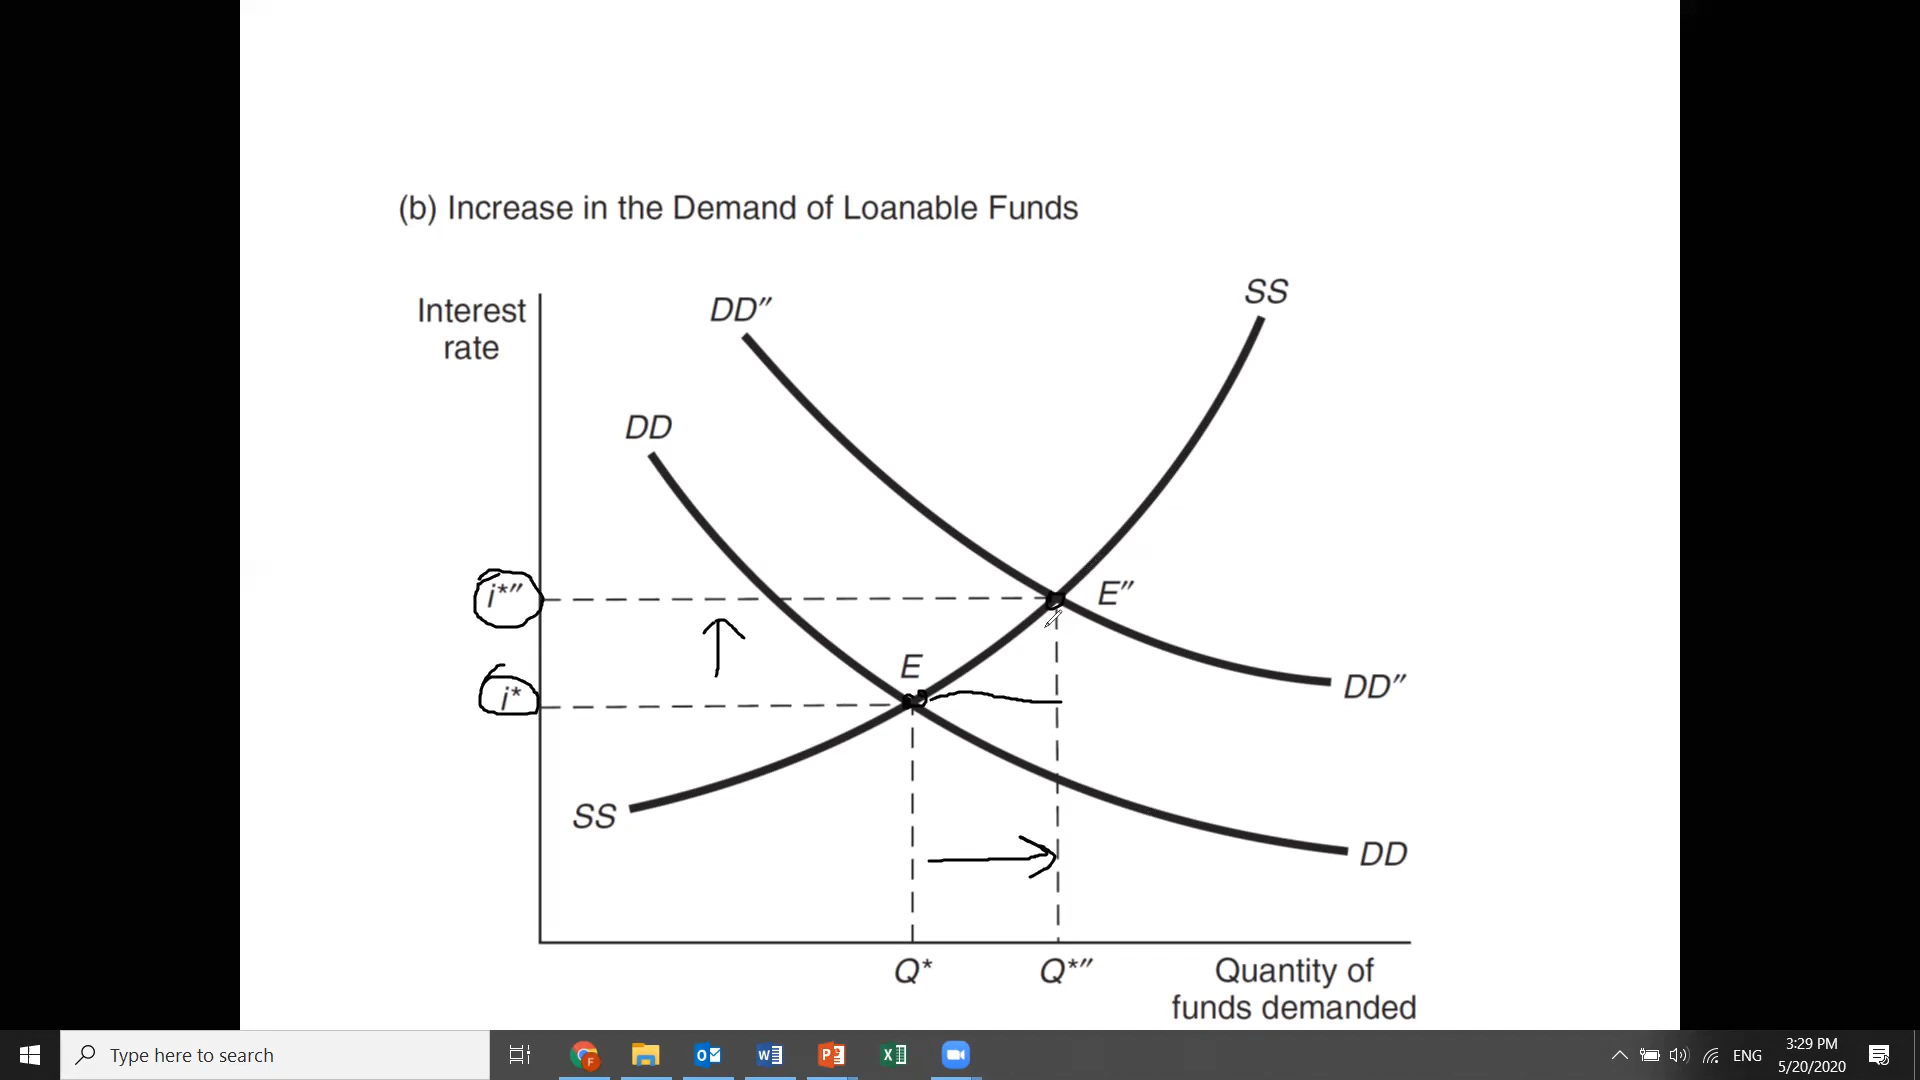 (b) Increase in the Demand of Loanable Funds
SS
Interest
rate
DD″
DD
i*″
E″
E
i*
DD″
SS
DD
Q*
Q*″
Quantity of
funds demanded
Type here to search
ENG
3:29 PM
5/20/2020